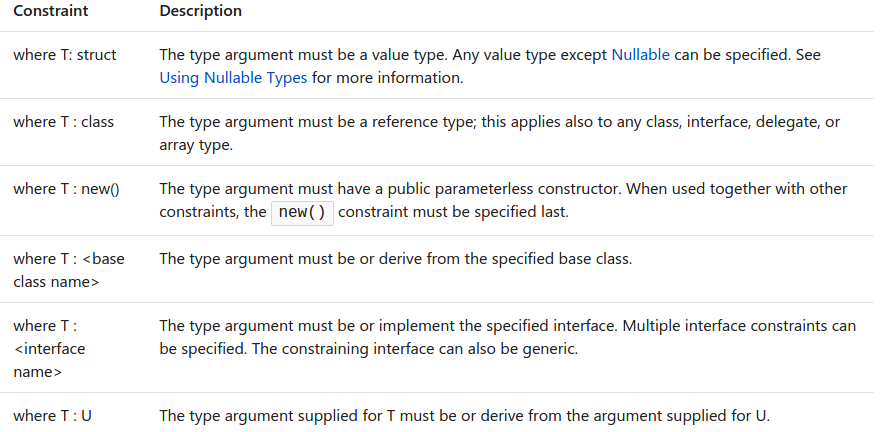 Constraint Description
where T: struct The type argument must be a value type. Any value type except Nullable can be specified. See
Using Nullable Types for more information.
where T : class The type argument must be a reference type; this applies also to any class, interface, delegate, or
array type.
where T : new() The type argument must have a public parameterless constructor. When used together with other
constraints, the new() constraint must be specified last.
where T : <base The type argument must be or derive from the specified base class.
class name>
where T : The type argument must be or implement the specified interface. Multiple interface constraints can
<interface be specified. The constraining interface can also be generic.
name>
where T : U The type argument supplied for T must be or derive from the argument supplied for U.